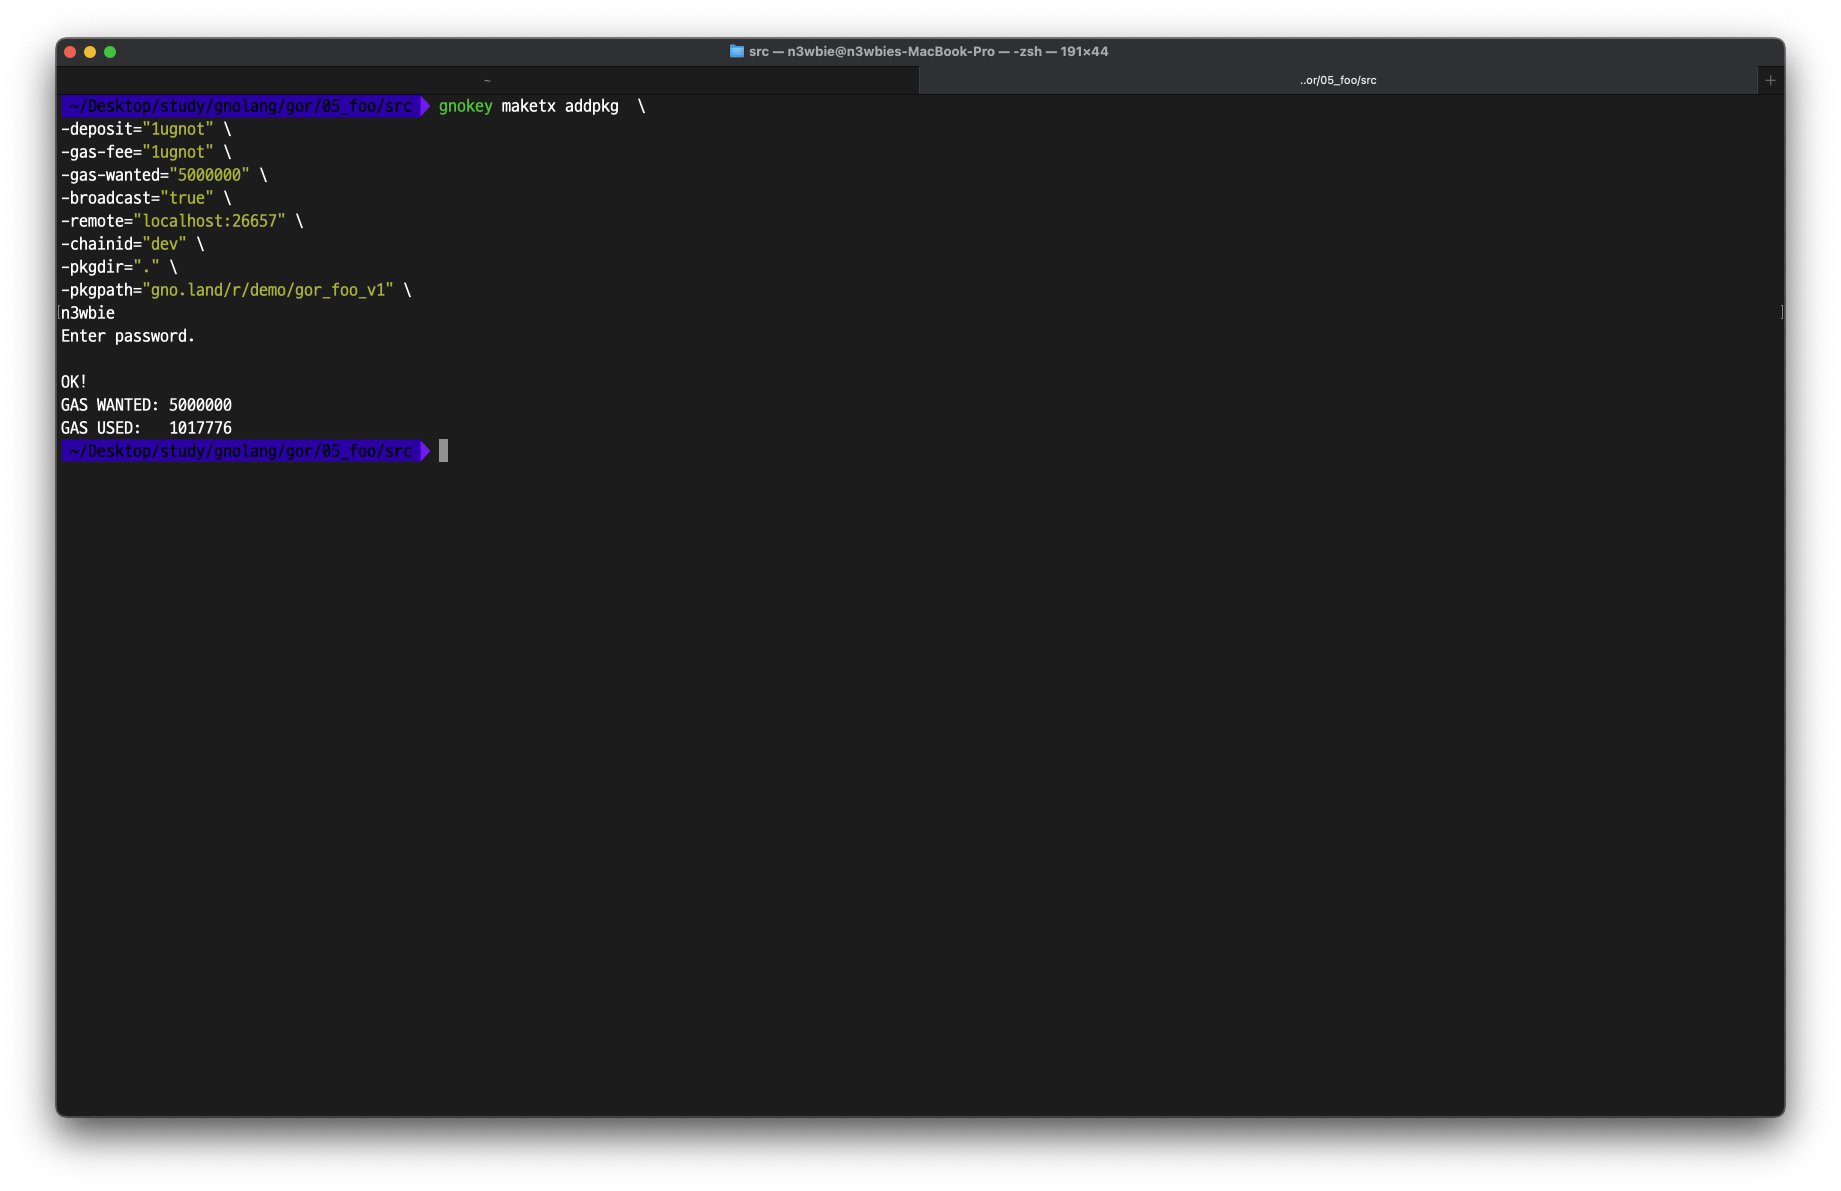 src — n3wbie@n3wbies-MacBook-Pro — -zsh — 191×44
~
..or/05_foo/src
+
~/Desktop/study/gnolang/gor/05_foo/src gnokey maketx addpkg  \
-deposit="1ugnot" \
-gas-fee="1ugnot" \
-gas-wanted="5000000" \
-broadcast="true" \
-remote="localhost:26657" \
-chainid="dev" \
-pkgdir="." \
-pkgpath="gno.land/r/demo/gor_foo_v1" \
[n3wbie ]
Enter password.
OK!
GAS WANTED: 5000000
GAS USED:   1017776
~/Desktop/study/gnolang/gor/05_foo/src